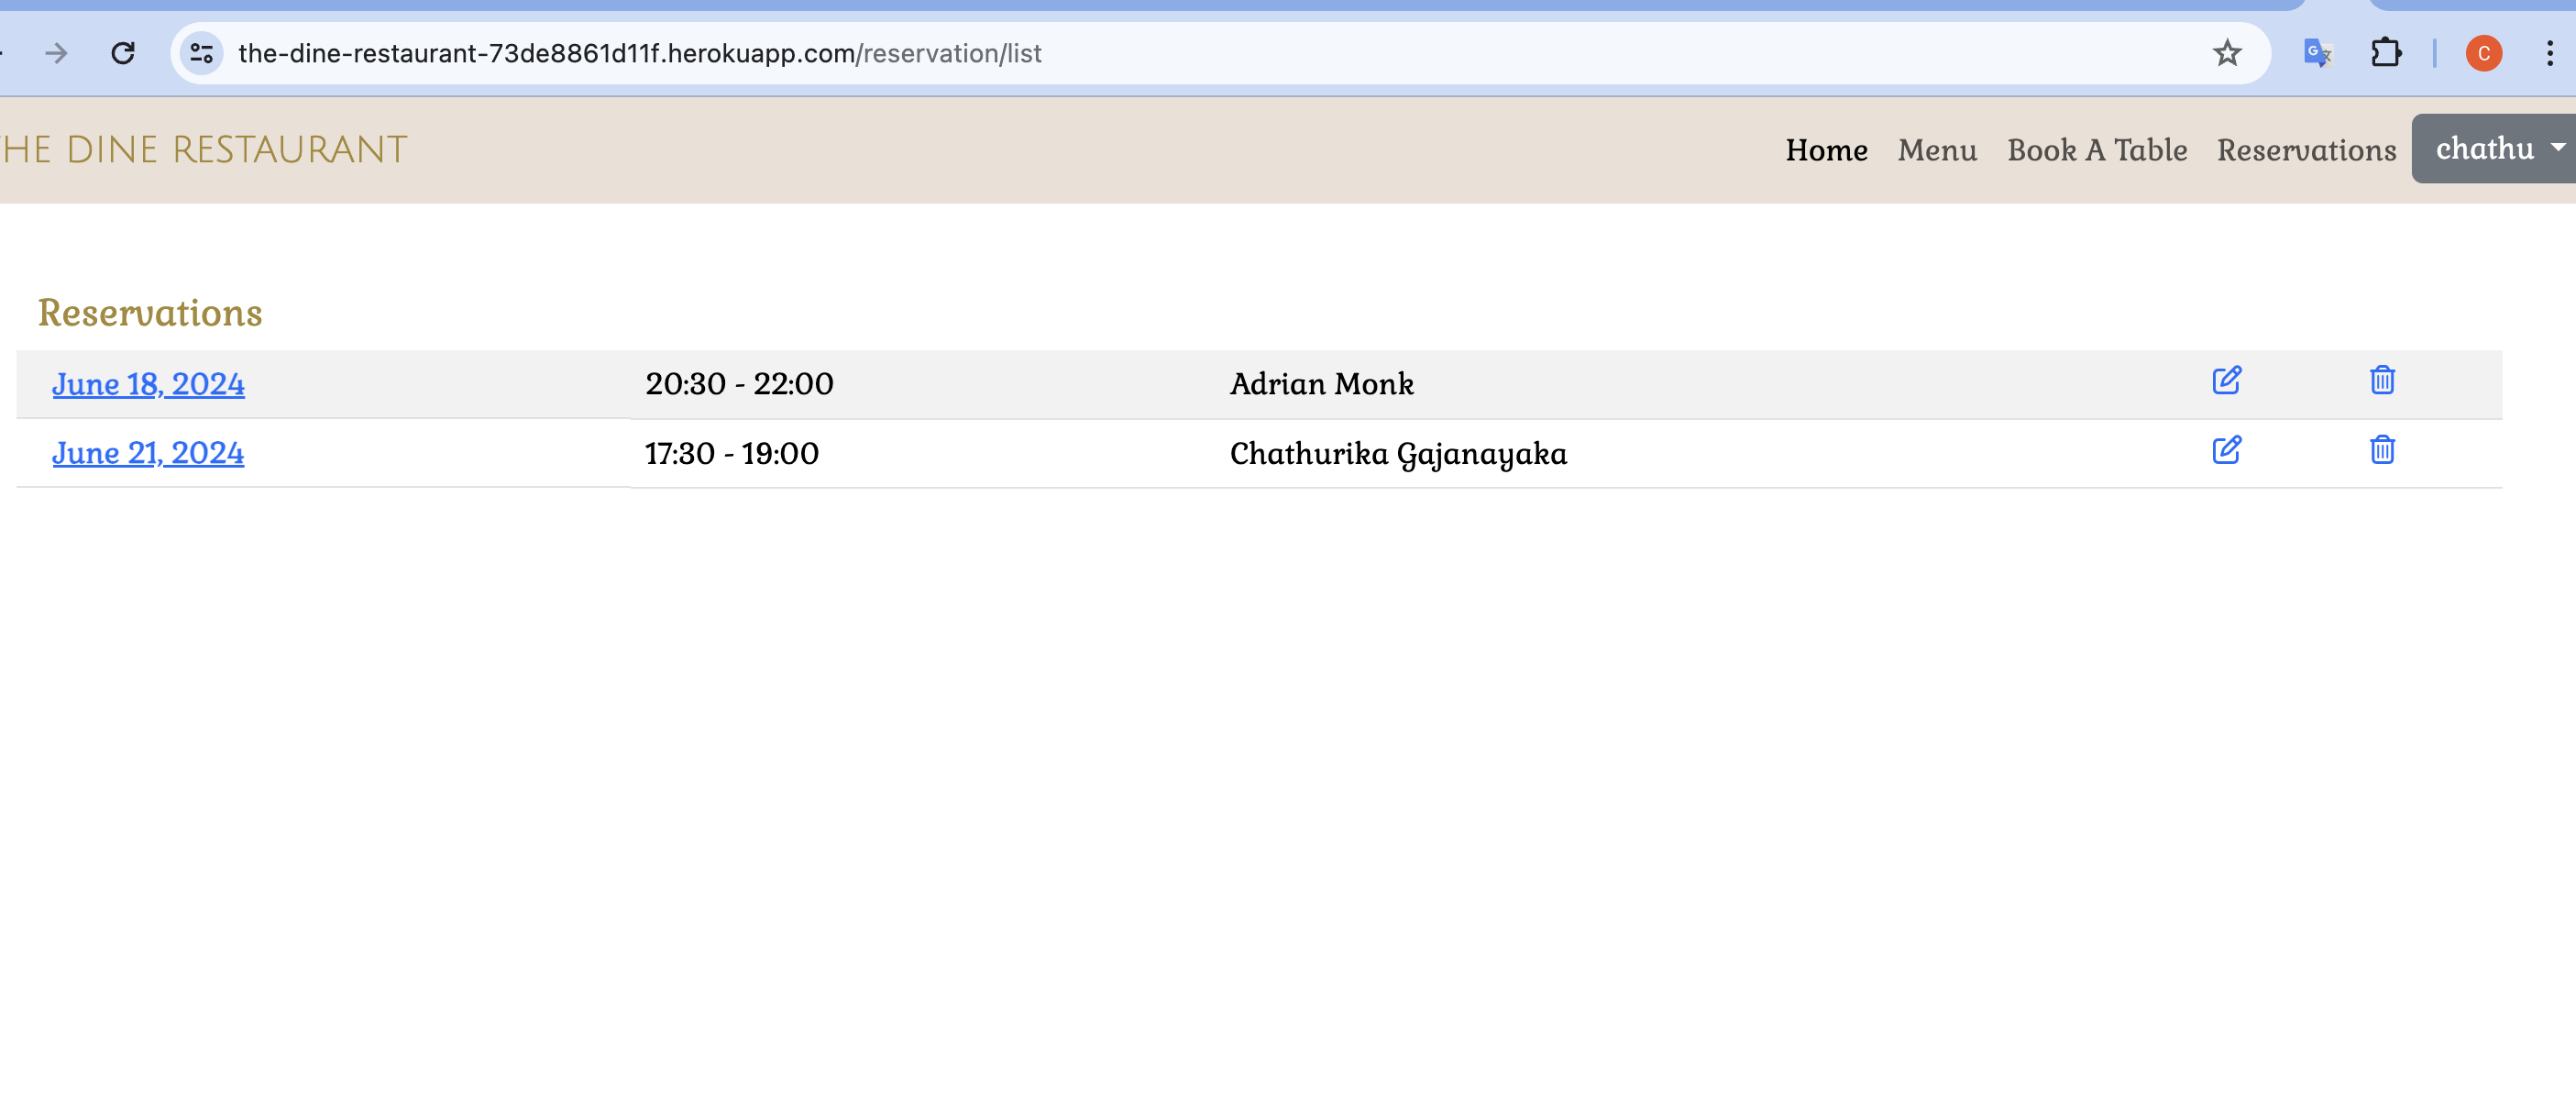 the-dine-restaurant-73de8861d11f.herokuapp.com/reservation/list
C
HE DINE RESTAURANT
Home Menu Book A Table Reservations chathu
Reservations
June 18, 2024 20:30 - 22:00 Adrian Monk
June 21, 2024 17:30 - 19:00 Chathurika Gajanayaka